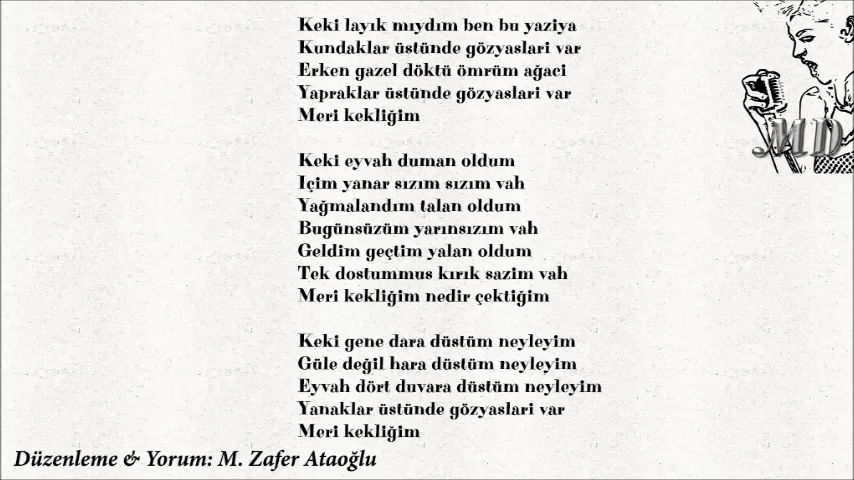 Keki layık mıydım ben bu yaziya
Kundaklar üstünde gözyaslari var
Erken gazel döktü ömrüm ağaci
Yapraklar üstünde gözyaslari var
Meri kekliğim
Keki eyvah duman oldum
Içim yanar sızım sızım vah
Yağmalandım talan oldum
Bugünsüzüm yarınsızım vah
Geldim geçtim yalan oldum
Tek dostummus kırık sazim vah
Meri kekliğim nedir çektiğim
Keki gene dara düstüm neyleyim
Güle değil hara düstüm neyleyim
Eyvah dört duvara düstüm neyleyim
Yanaklar üstünde gözyaslari var
Meri kekliğim
MD
Düzenleme & Yorum: M. Zafer Ataoğlu